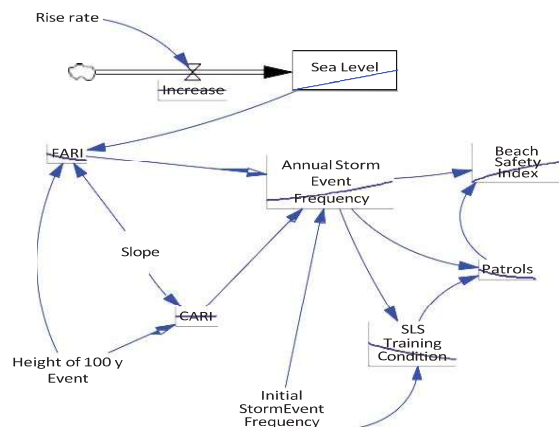 Rise rate
Increase
Sea Level
FARI
Annual Storm
Event
Frequency
Beach
Safety
Index
Slope
Patrols
CARI
SLS
Training
Condition
Height of 100 y
Event
Initial
StormEvent
Frequency